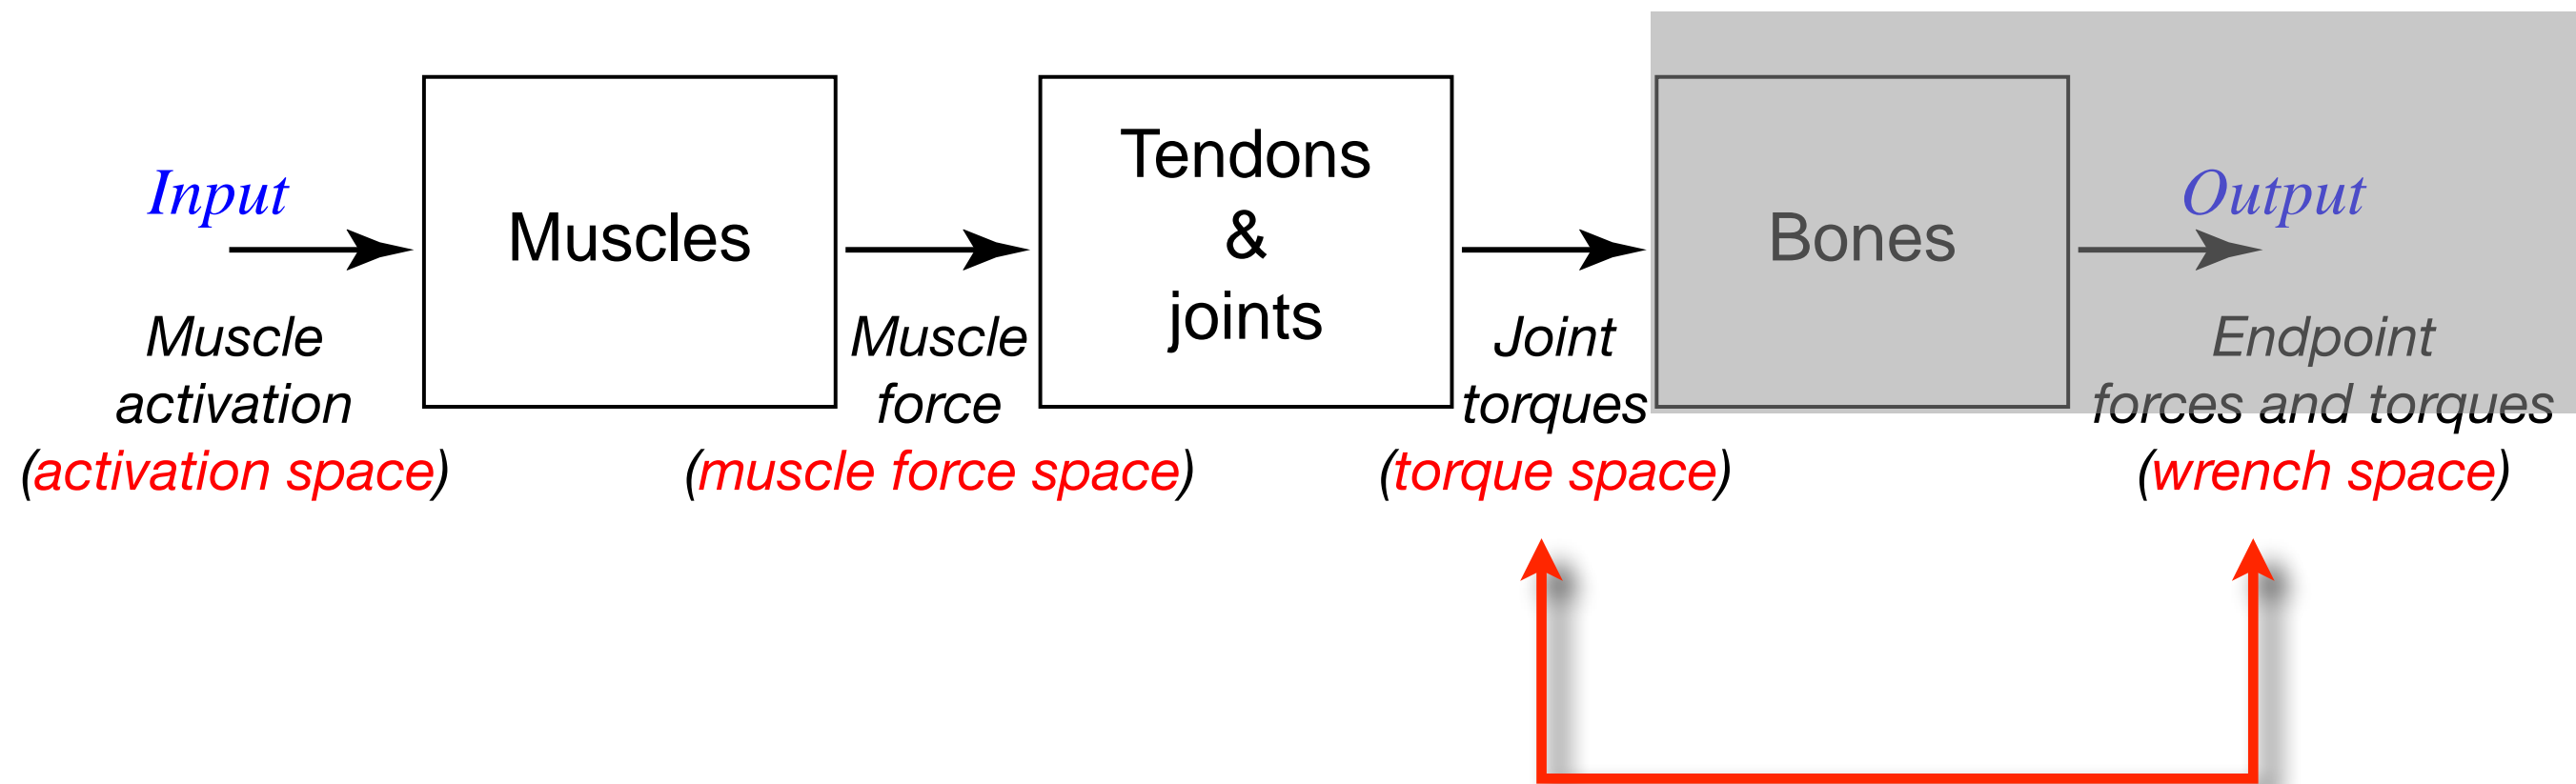 Input
Muscle
activation
(activation space)
Muscles
Muscle
force
(muscle force space)
Tendons
&
joints
Joint
torques
(torque space)
Bones
Output
Endpoint
forces and torques
(wrench space)